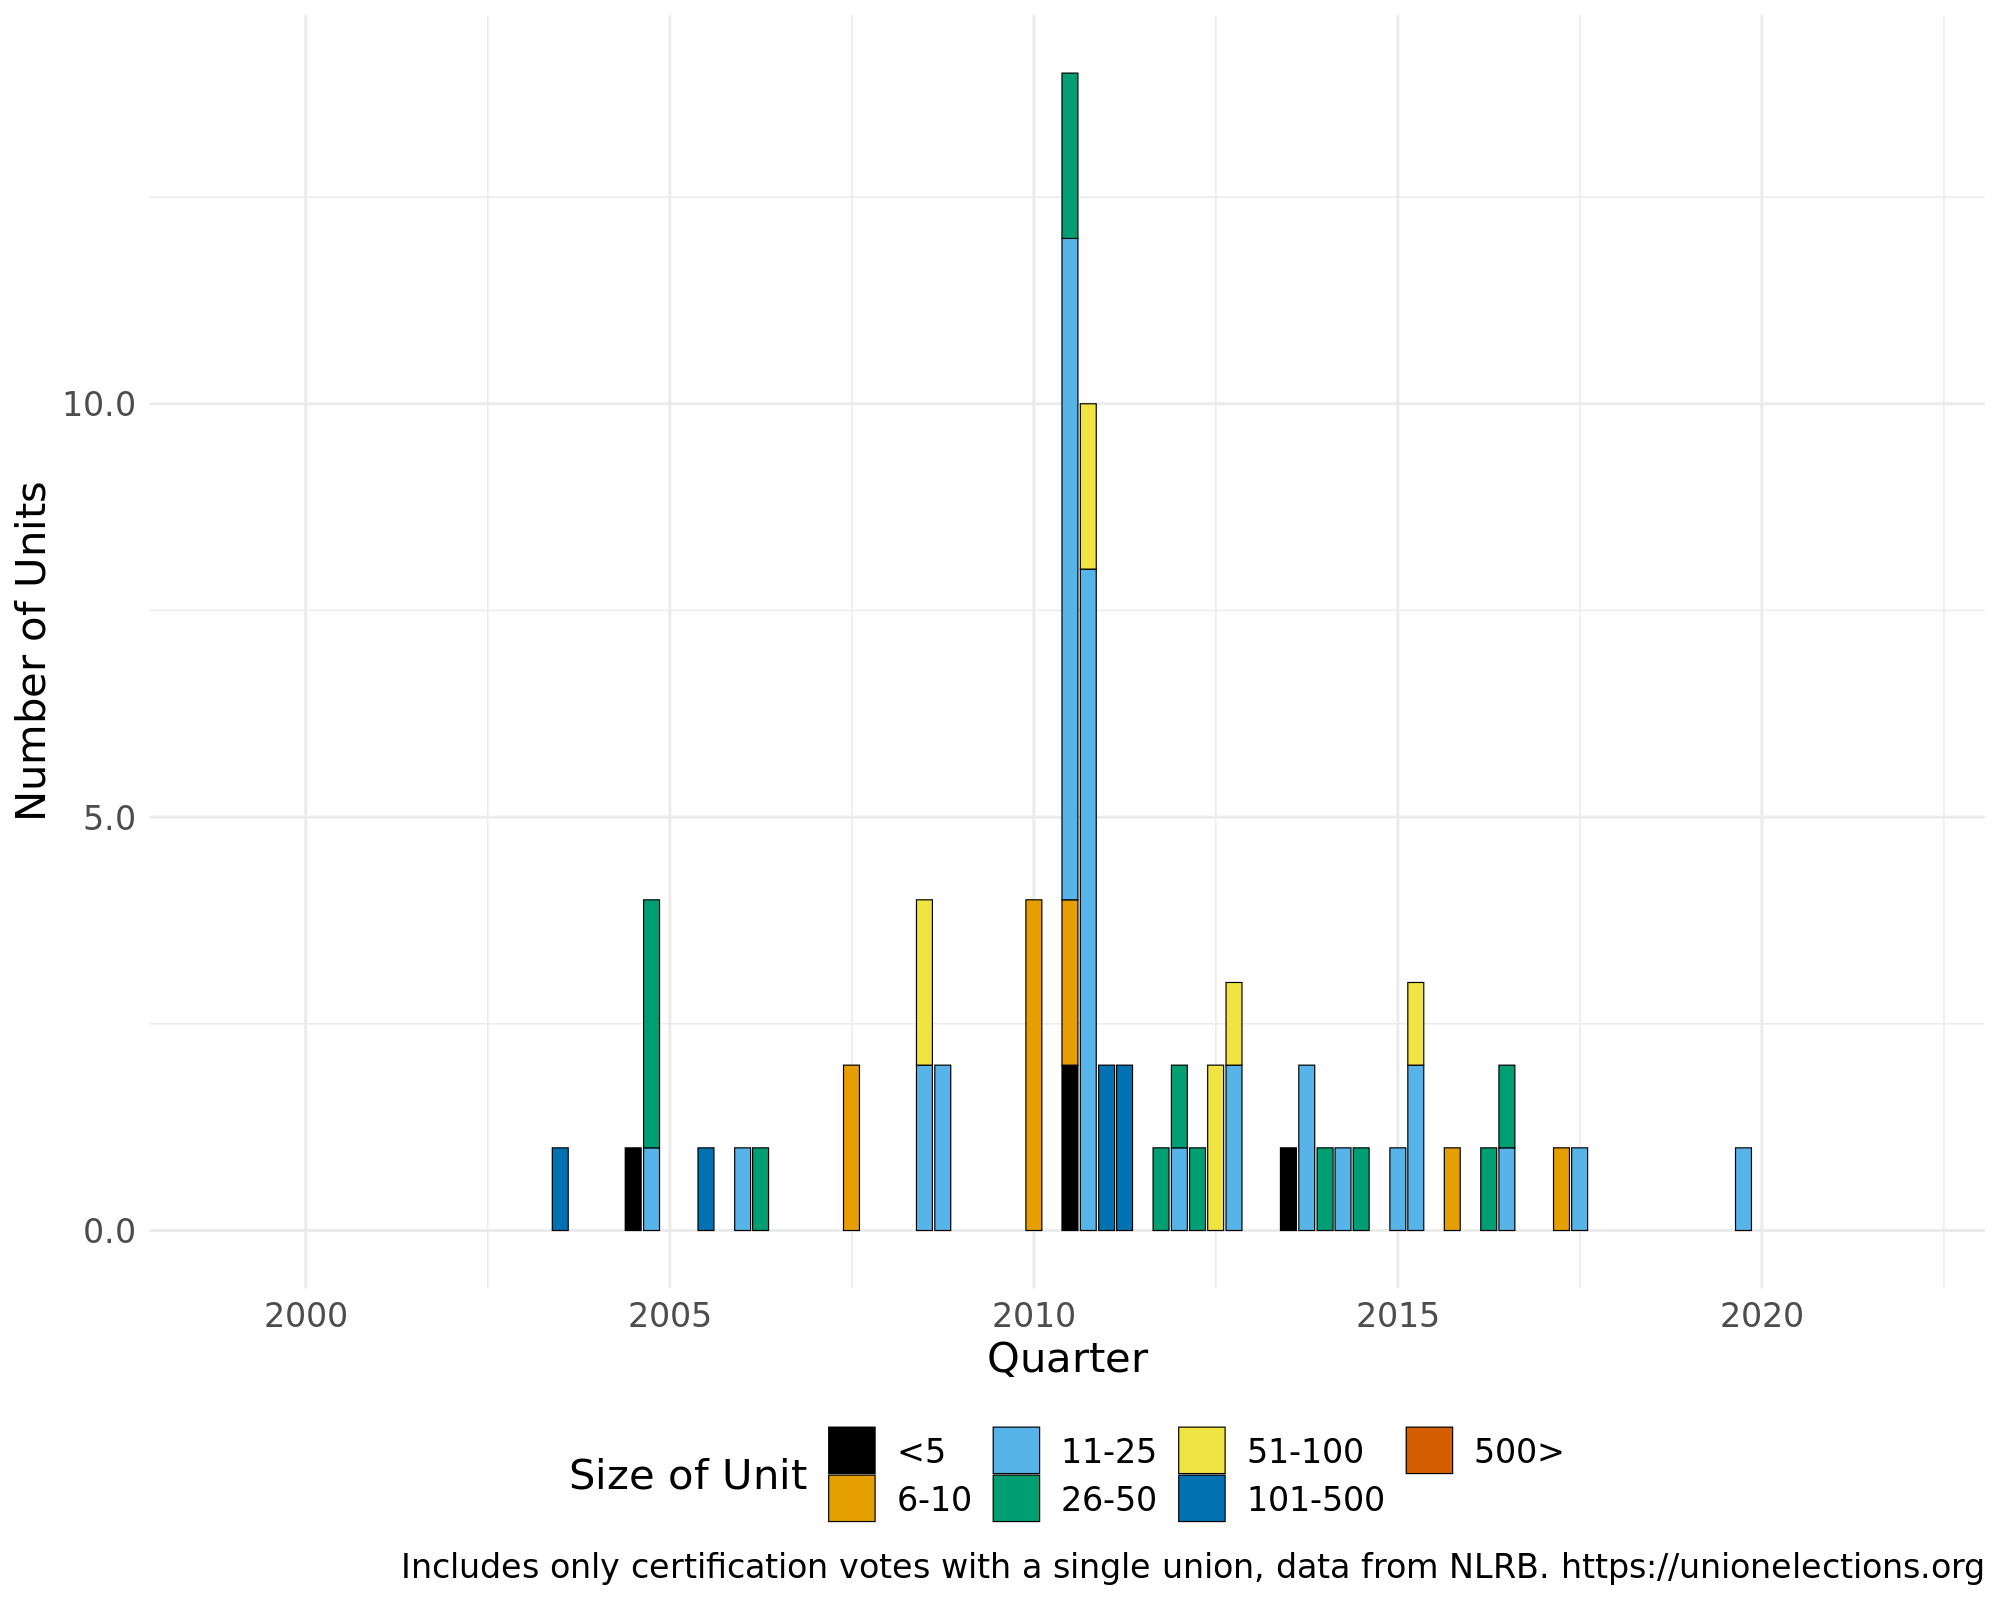 Number of Units
10.0
5.0
0.0
2000 2005 2010 2015 2020
Quarter
Size of Unit
<5 11-25 51-100 500>
6-10 26-50 101-500
Includes only certification votes with a single union, data from NLRB. https://unionelections.org